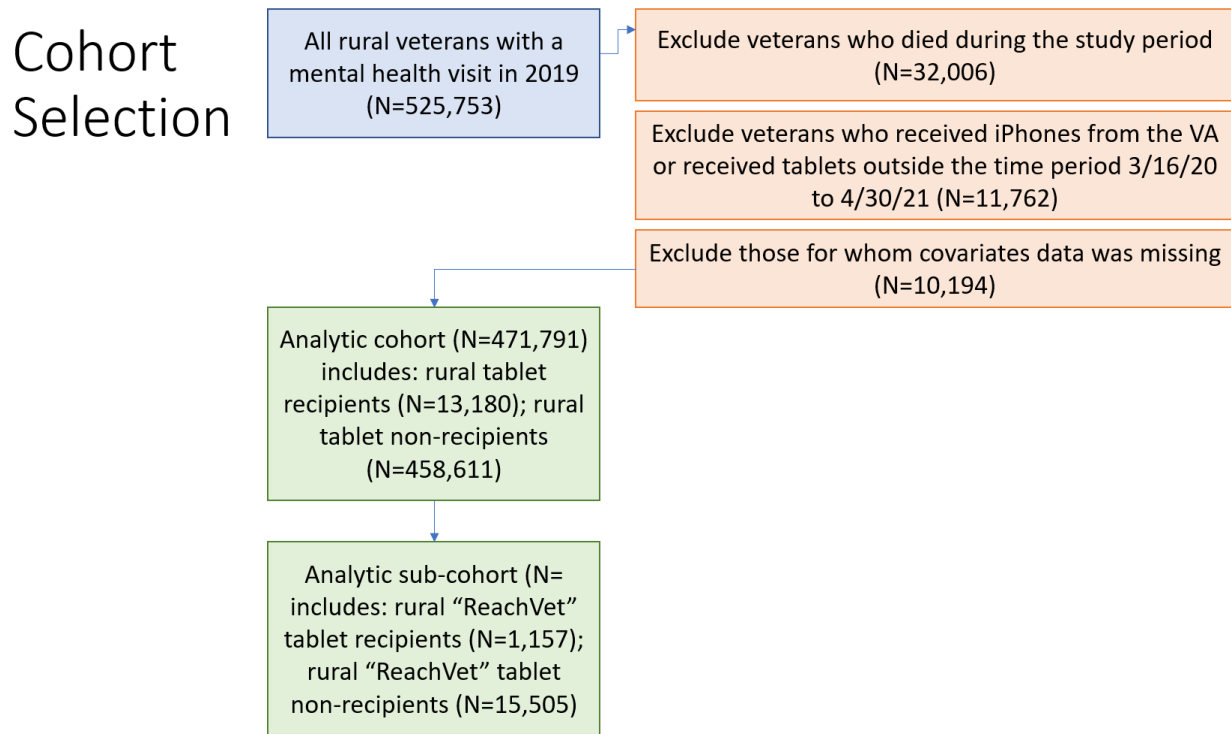 Cohort
Selection
All rural veterans with a
mental health visit in 2019
(N=525,753)
Exclude veterans who died during the study period
(N=32,006)
Exclude veterans who received iPhones from the VA
or received tablets outside the time period 3/16/20
to 4/30/21 (N=11,762)
Exclude those for whom covariates data was missing
(N=10,194)
Analytic cohort (N=471,791)
includes: rural tablet
recipients (N=13,180); rural
tablet non-recipients
(N=458,611)
Analytic sub-cohort (N=
includes: rural “ReachVet”
tablet recipients (N=1,157);
rural “ReachVet” tablet
non-recipients (N=15,505)